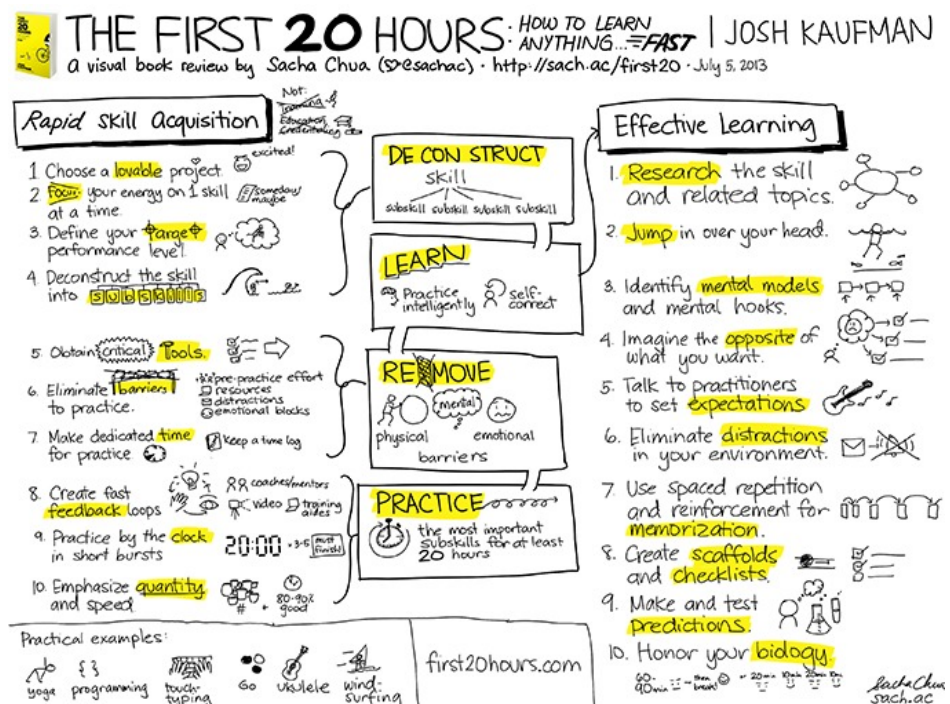 THE FIRST 20 HOURS: HOW TO LEARN ANYTHING... FAST | JOSH KAUFMAN
a visual book review by Sacha Chua (@sachac) · http://sach.ac/first20 · July 5, 2013
Rapid Skill Acquisition
Not:
Training
Education,
Credentialing
1 Choose a lovable project.
excited!
2. Focus your energy on 1 skill
at a time.
someday/
maybe
3. Define your target
performance level.
4. Deconstruct the skill
into subskills
5. Obtain critical Tools.
6. Eliminate barriers
to practice.
pre-practice effort
resources
distractions
emotional blocks
7. Make dedicated time
for practice
keep a time log
8. Create fast
feedback loops
coaches/mentors
video
training
aides
9. Practice by the clock
in short bursts
20:00
× 3-5
must
finish!
10. Emphasize quantity
and speed
#
+
80-90%
good
DECONSTRUCT
skill
subskill subskill subskill subskill
LEARN
Practice
intelligently
self-
correct
REMOVE
mental
physical
emotional
barriers
PRACTICE
the most important
subskills for at least
20 hours
Effective Learning
1. Research the skill
and related topics.
2. Jump in over your head.
3. Identify mental models
and mental hooks.
4. Imagine the opposite of
what you want.
5. Talk to practitioners
to set expectations
6. Eliminate distractions
in your environment.
7. Use spaced repetition
and reinforcement for
memorization.
8. Create scaffolds
and checklists.
9. Make and test
predictions.
10. Honor your biology.
60-
90min
then
break!
or 20min 10min 20min 10m
Practical examples:
yoga
{ }
programming
touch-
typing
Go
ukulele
wind-
surfing
first20hours.com
Sacha Chua
sach.ac